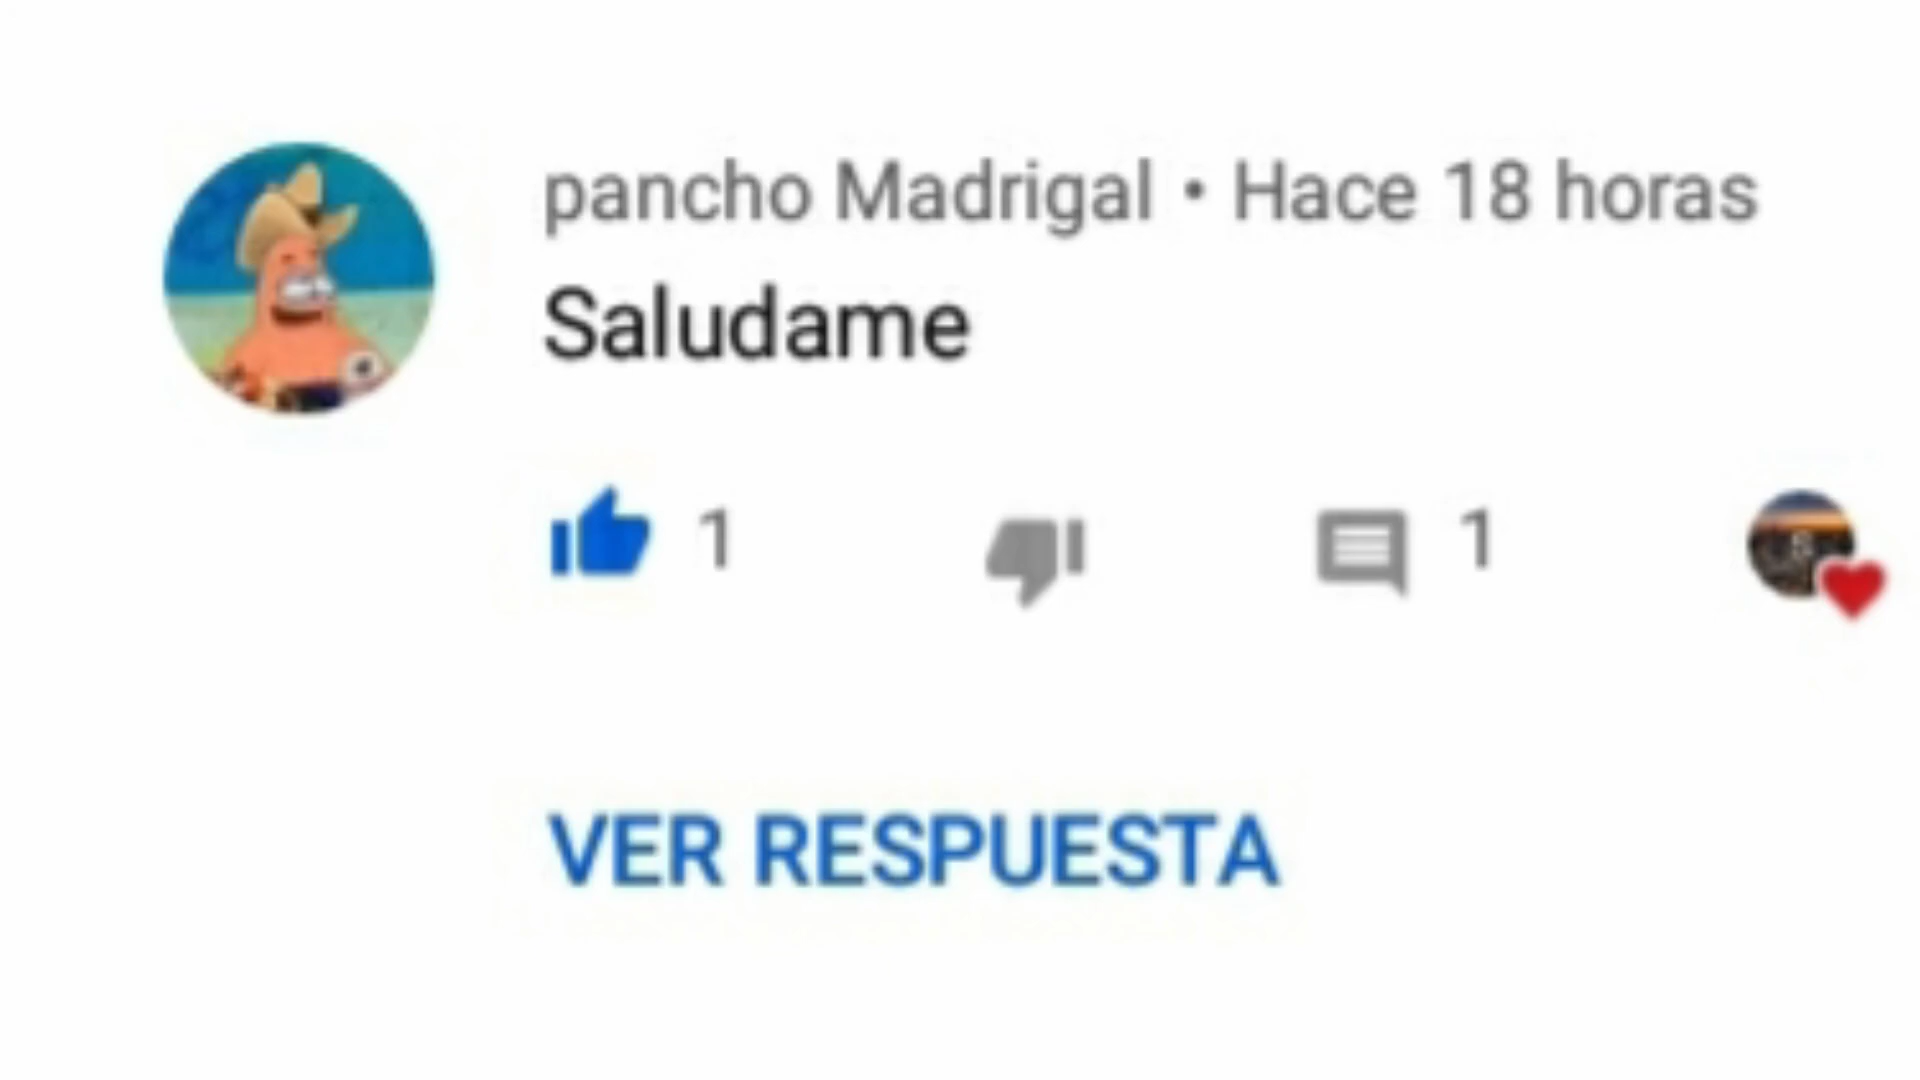 pancho Madrigal • Hace 18 horas
Saludame
1
1
VER RESPUESTA